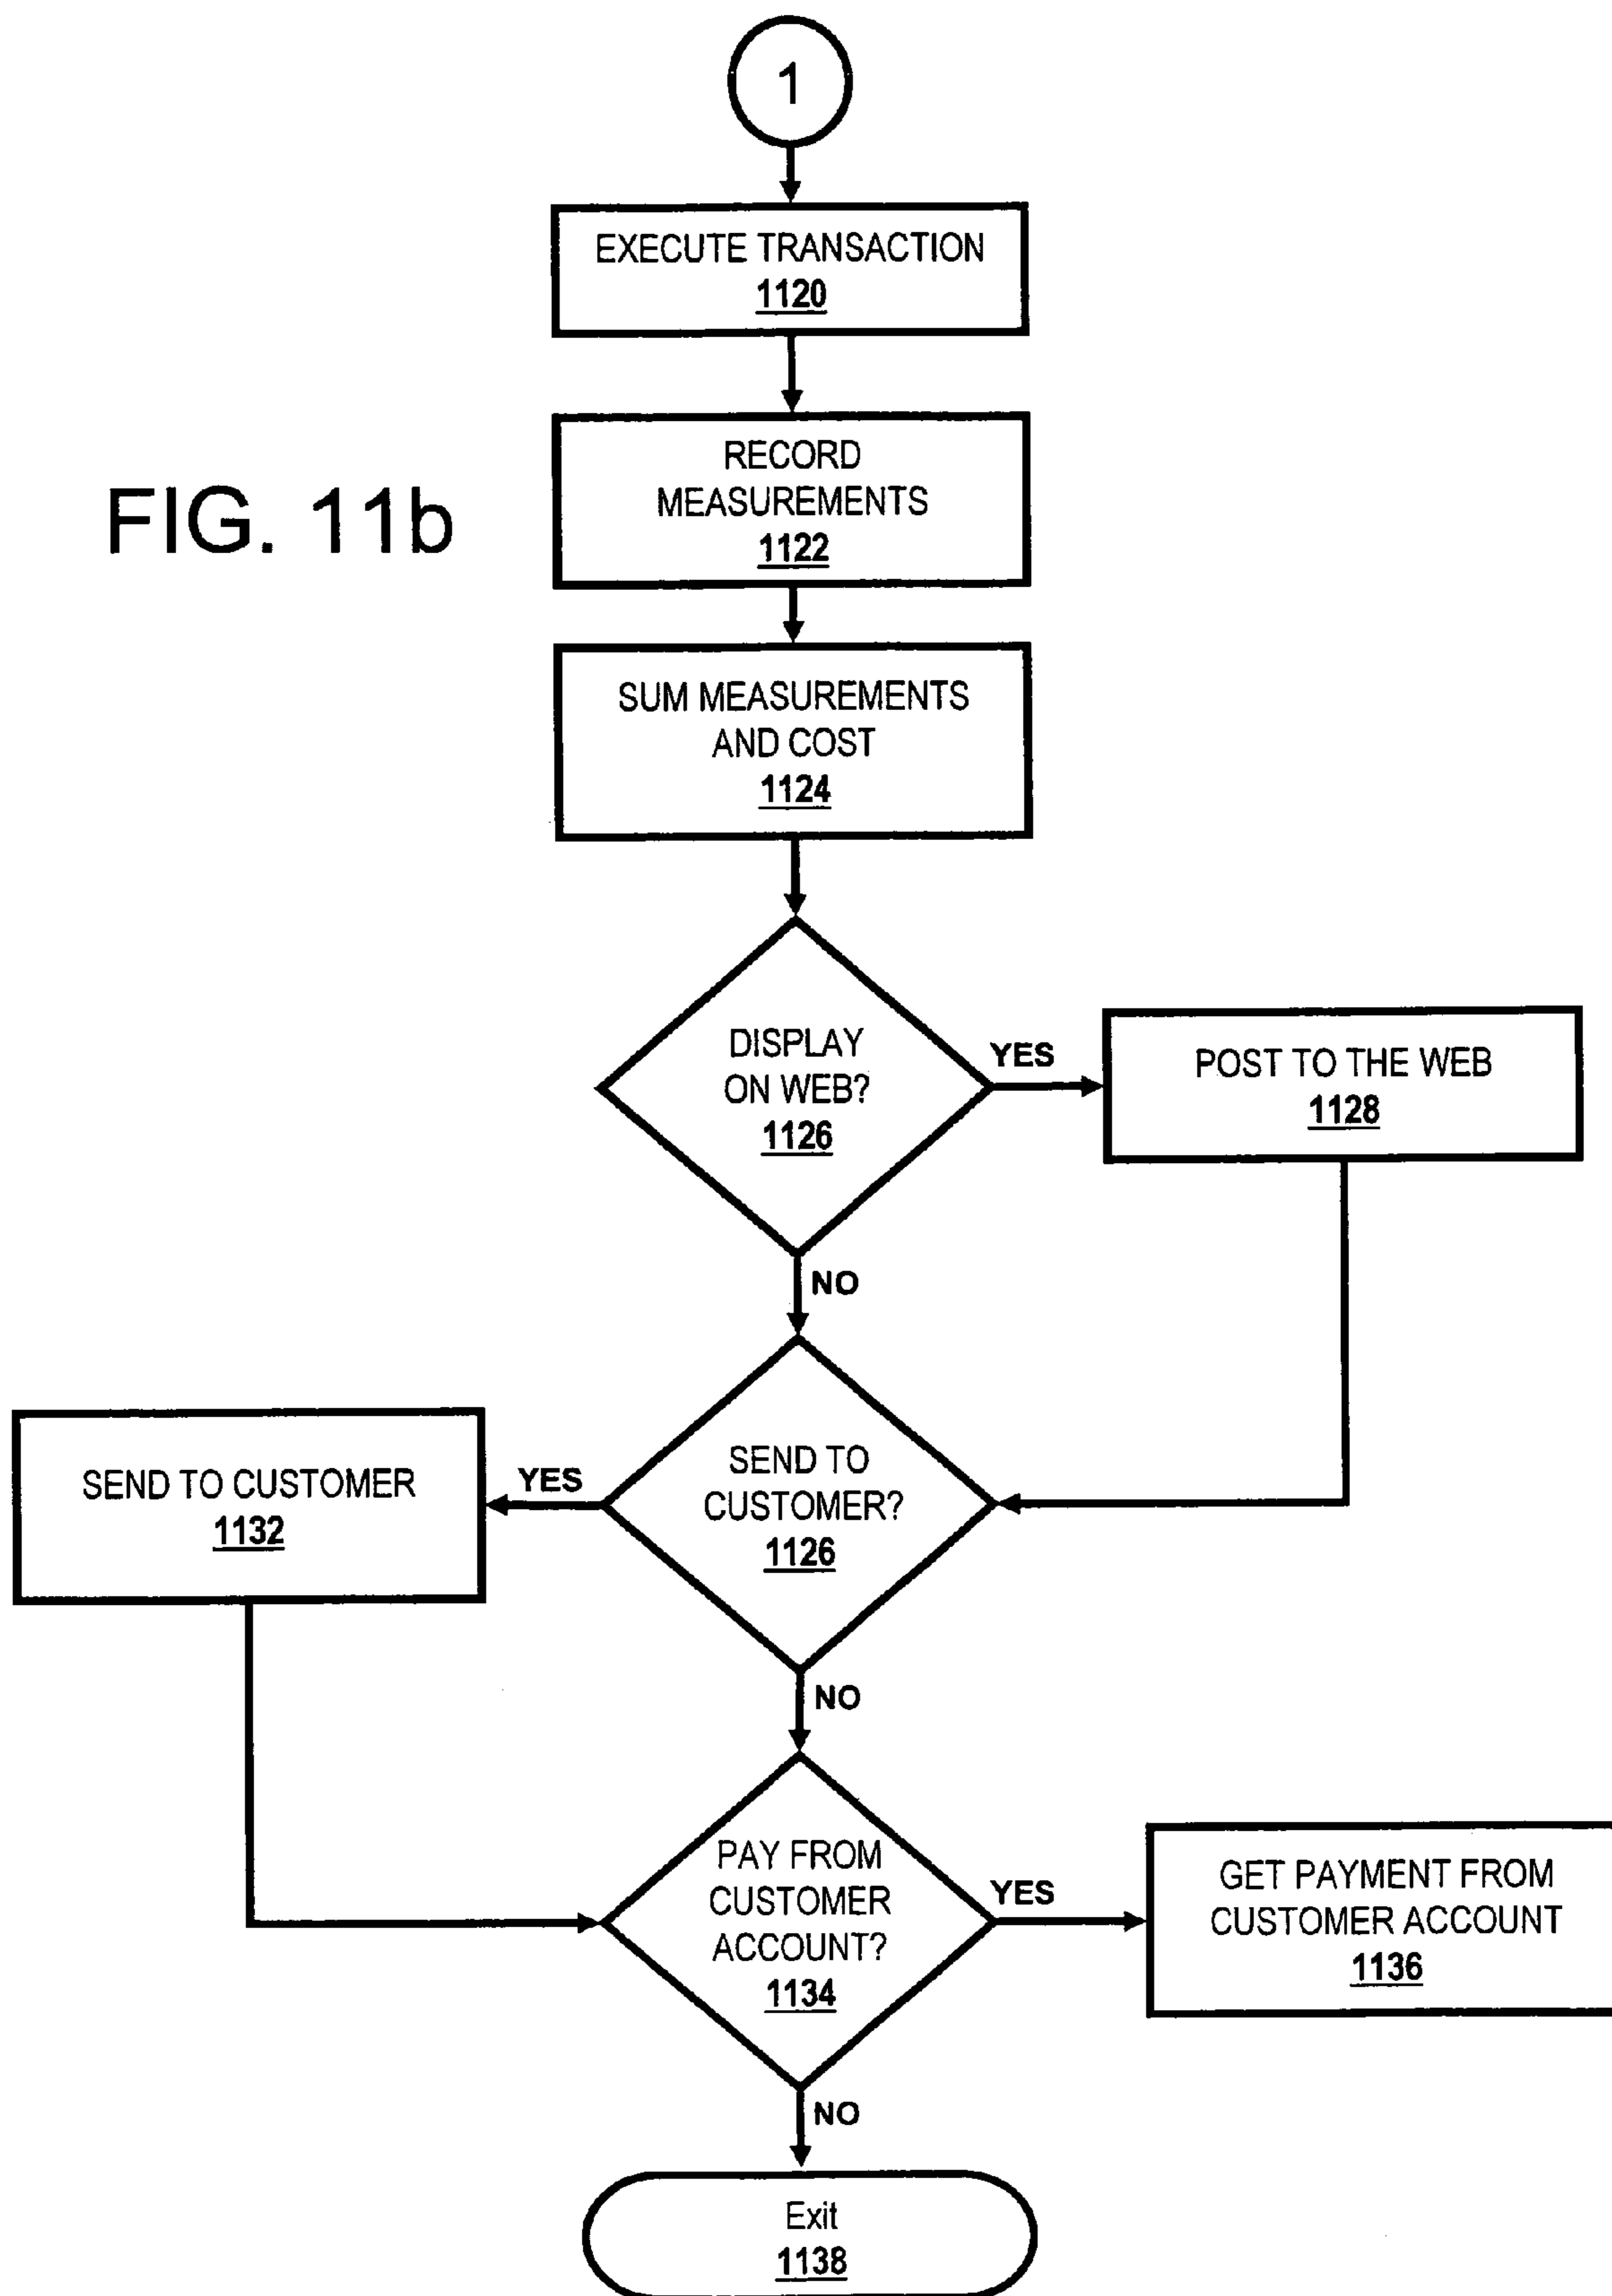 1
EXECUTE TRANSACTION
1120
RECORD
MEASUREMENTS
1122
FIG. 11b
SUM MEASUREMENTS
AND COST
1124
DISPLAY
ON WEB?
1126
YES
POST TO THE WEB
1128
NO
SEND TO
CUSTOMER?
1126
YES
SEND TO CUSTOMER
1132
NO
PAY FROM
CUSTOMER
ACCOUNT?
1134
YES
GET PAYMENT FROM
CUSTOMER ACCOUNT
1136
NO
Exit
1138